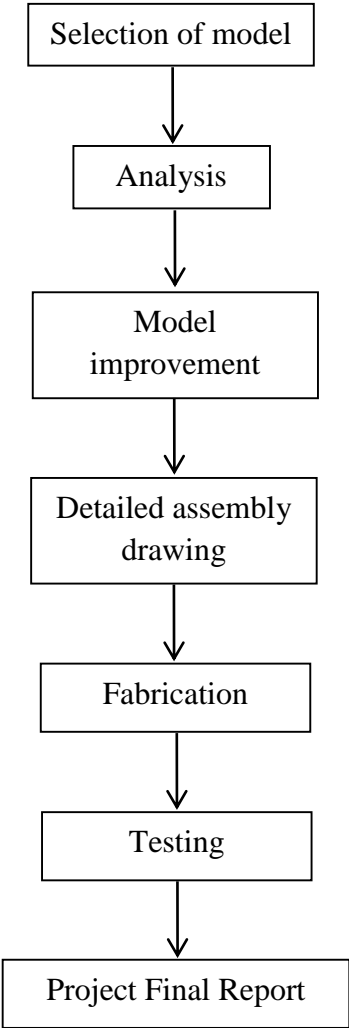 Selection of model
Analysis
Model
improvement
Detailed assembly
drawing
Fabrication
Testing
Project Final Report